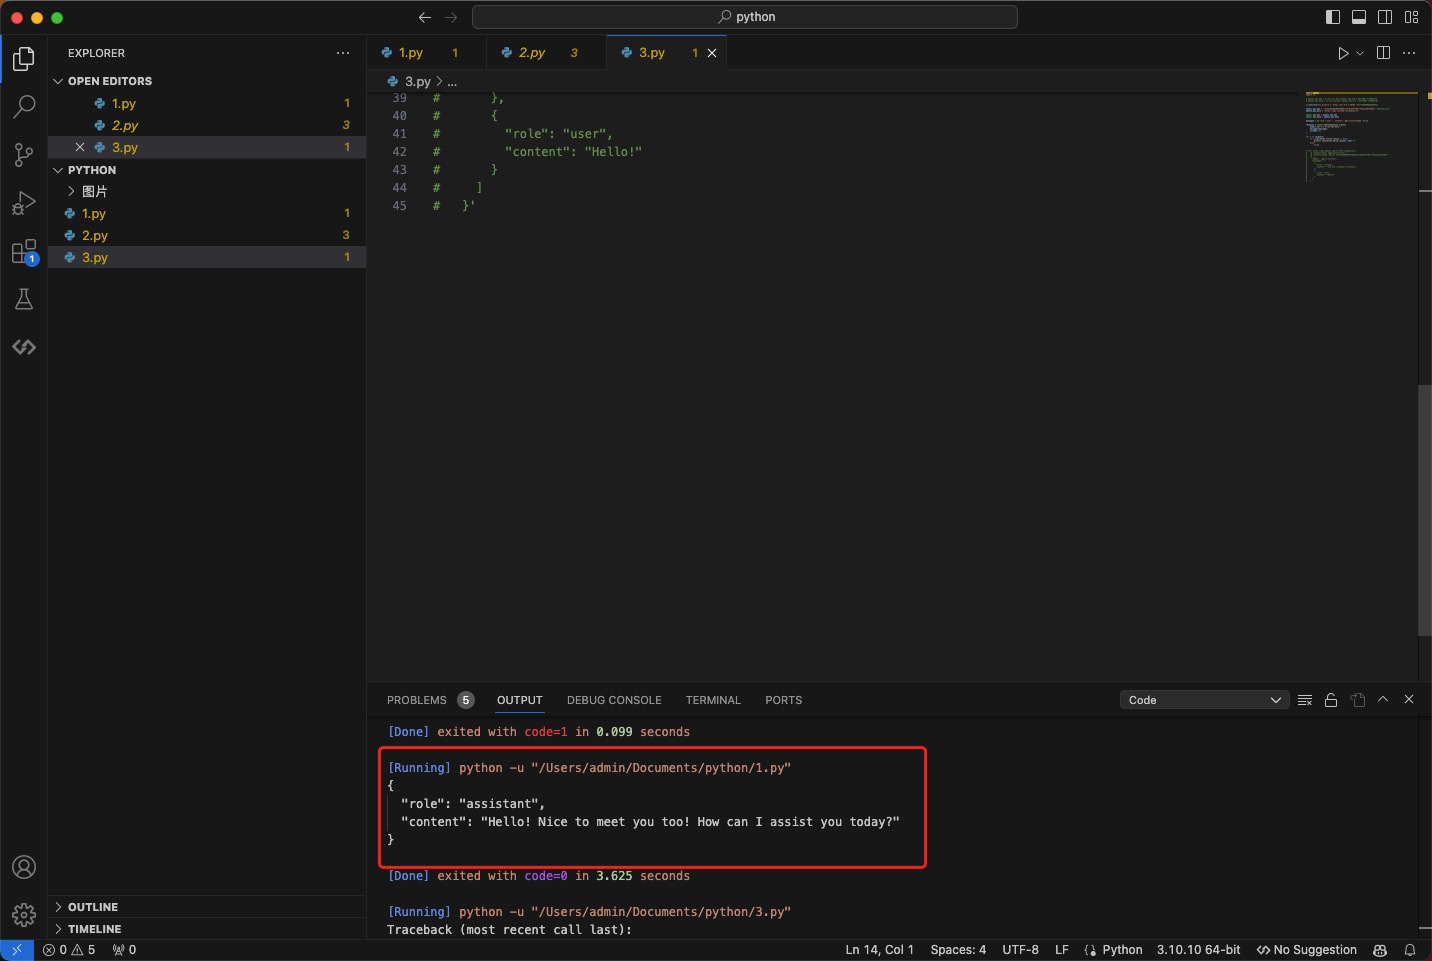 python
EXPLORER
OPEN EDITORS
1.py 1
2.py 3
3.py 1
PYTHON
图片
1.py 1
2.py 3
3.py 1
1
OUTLINE
TIMELINE
1.py 1
2.py 3
3.py 1
3.py > ...
39 # },
40 # {
41 # "role": "user",
42 # "content": "Hello!"
43 # }
44 # ]
45 # }'
PROBLEMS 5 OUTPUT DEBUG CONSOLE TERMINAL PORTS Code
[Done] exited with code=1 in 0.099 seconds
[Running] python -u "/Users/admin/Documents/python/1.py"
{
"role": "assistant",
"content": "Hello! Nice to meet you too! How can I assist you today?"
}
[Done] exited with code=0 in 3.625 seconds
[Running] python -u "/Users/admin/Documents/python/3.py"
Traceback (most recent call last):
0 5 0 Ln 14, Col 1 Spaces: 4 UTF-8 LF Python 3.10.10 64-bit No Suggestion